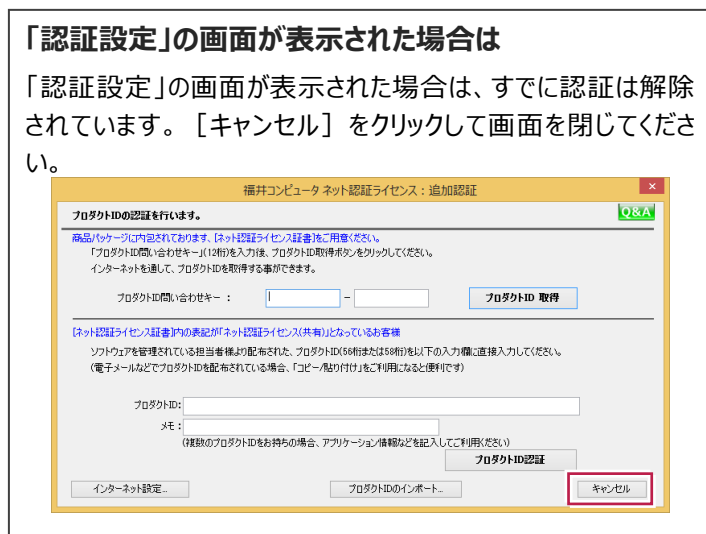 「認証設定」の画面が表示された場合は
「認証設定」の画面が表示された場合は、すでに認証は解除
されています。［キャンセル］をクリックして画面を閉じてくださ
い。
福井コンピュータ ネット認証ライセンス：追加認証
×
プロダクトIDの認証を行います。
Q&A
商品パッケージに内包されております、[ネット認証ライセンス証書]をご用意ください。
「プロダクトID問い合わせキー」(12桁)を入力後、プロダクトID取得ボタンをクリックしてください。
インターネットを通して、プロダクトIDを取得する事ができます。
プロダクトID問い合わせキー ：
-
プロダクトID 取得
[ネット認証ライセンス証書]内の表記が「ネット認証ライセンス(共有)」となっているお客様
ソフトウェアを管理されている担当者様より配布された、プロダクトID(56桁または58桁)を以下の入力欄に直接入力してください。
(電子メールなどでプロダクトIDを配布されている場合、「コピー/貼り付け」をご利用になると便利です)
プロダクトID:
メモ：
(複数のプロダクトIDをお持ちの場合、アプリケーション情報などを記入してご利用ください)
プロダクトID認証
インターネット設定...
プロダクトIDのインポート...
キャンセル